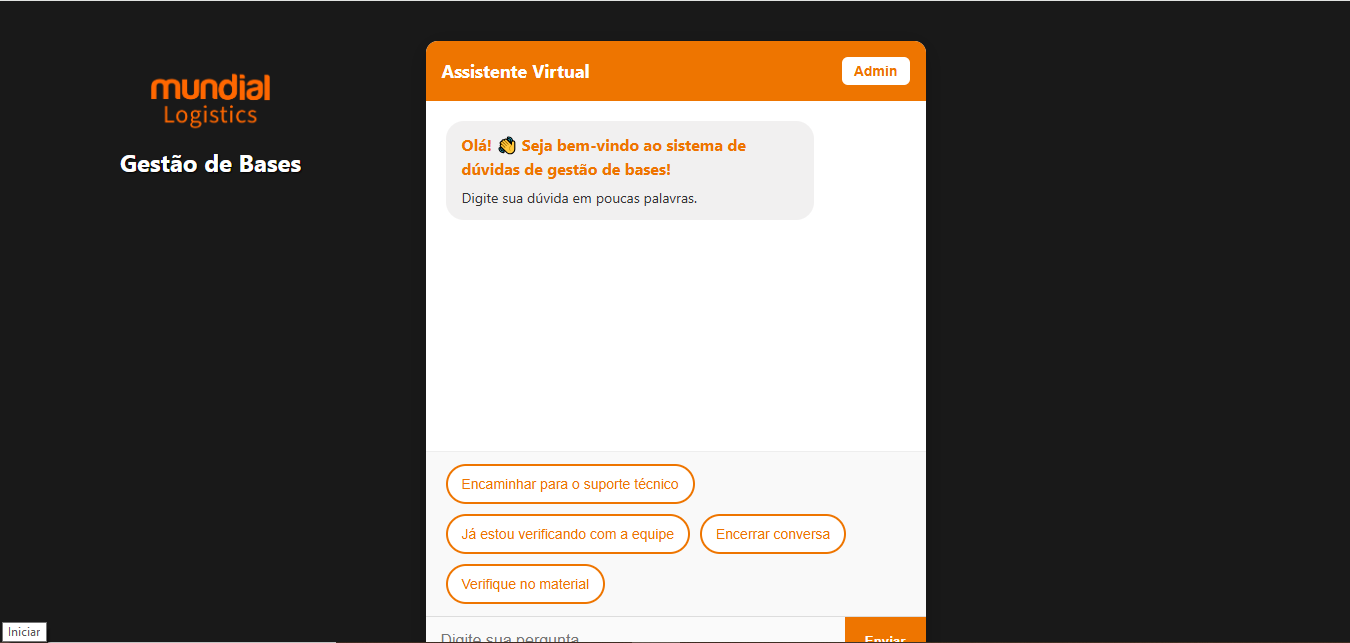 mundial
Logistics
Gestão de Bases
Assistente Virtual
Admin
Olá! 👋 Seja bem-vindo ao sistema de
dúvidas de gestão de bases!
Digite sua dúvida em poucas palavras.
Encaminhar para o suporte técnico
Já estou verificando com a equipe
Encerrar conversa
Verifique no material
Digite sua pergunta
Enviar
Iniciar